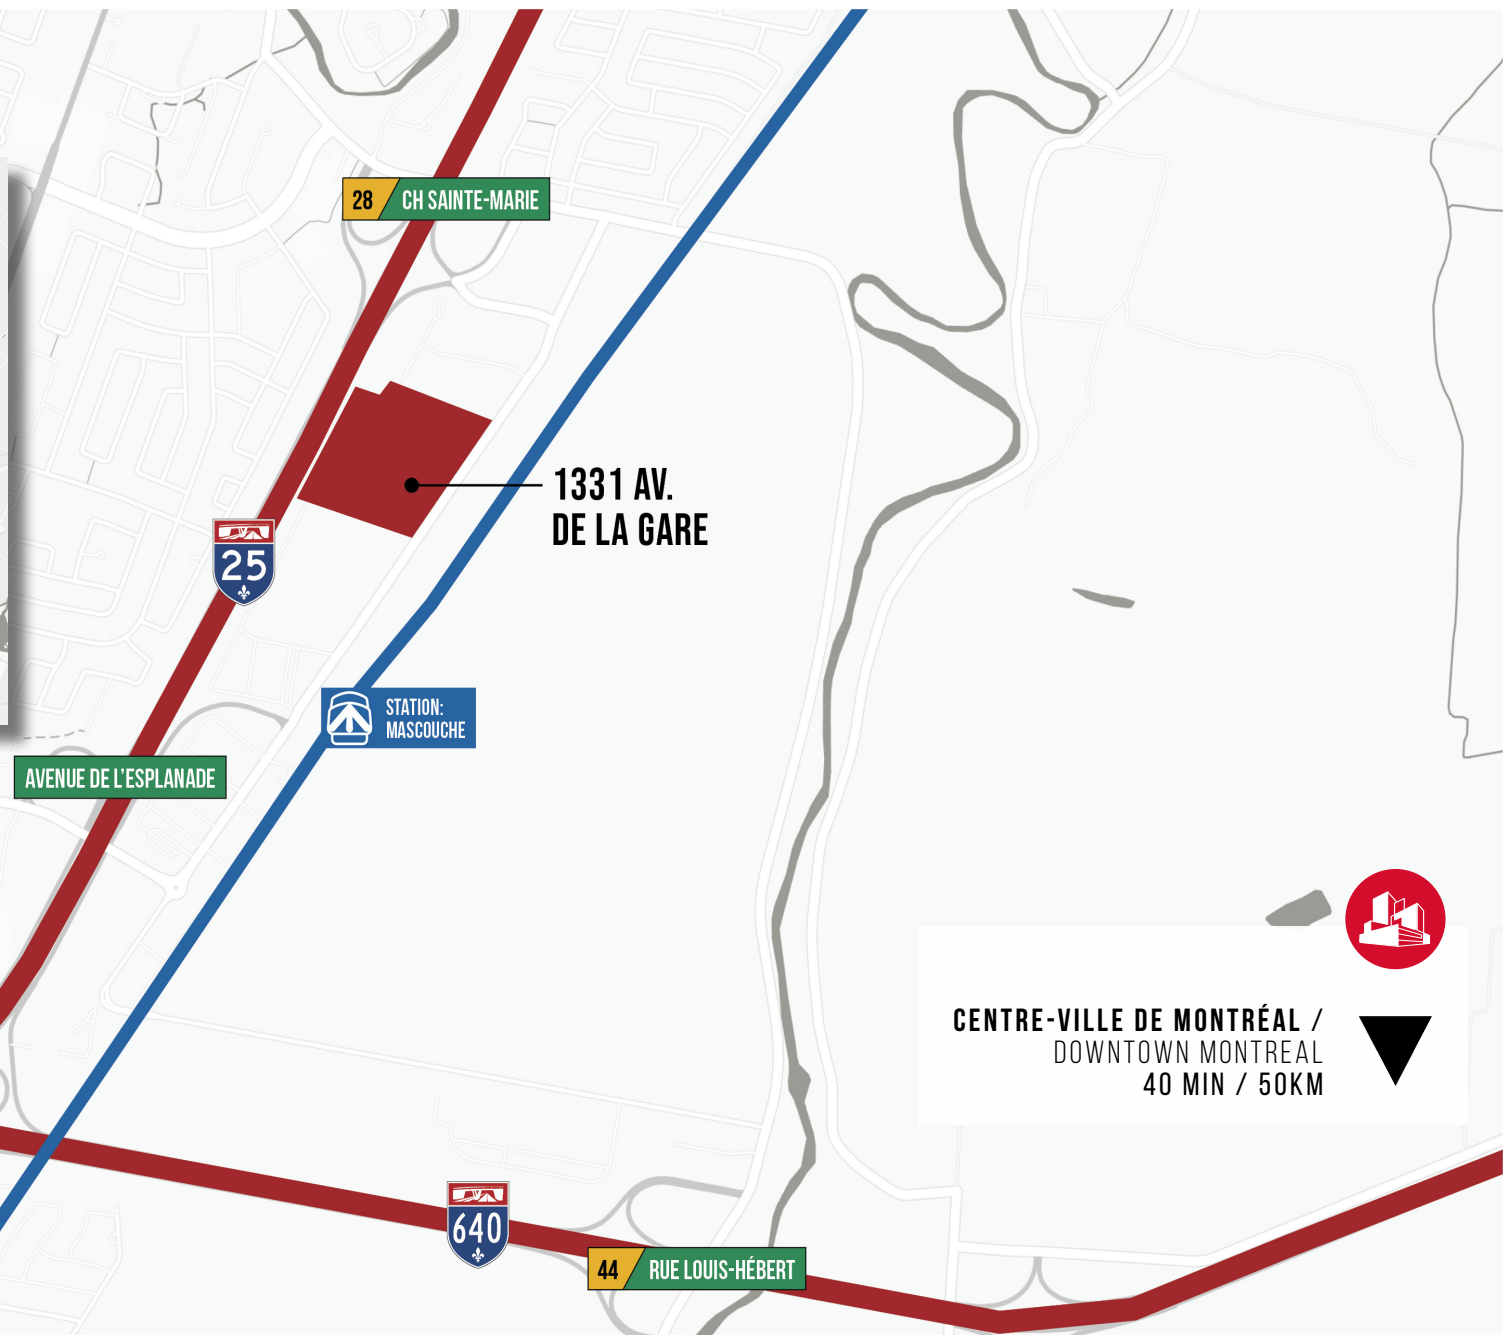 28 CH SAINTE-MARIE
1331 AV.
DE LA GARE
25
STATION:
MASCOUCHE
AVENUE DE L'ESPLANADE
CENTRE-VILLE DE MONTRÉAL /
DOWNTOWN MONTREAL
40 MIN / 50KM
640
44 RUE LOUIS-HÉBERT